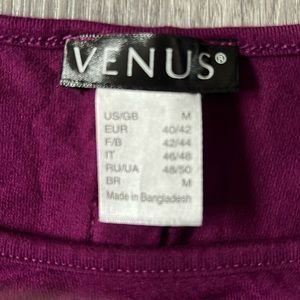 VENUS®
US/GB M
EUR 40/42
F/B 42/44
IT 46/48
RU/UA 48/50
BR M
Made in Bangladesh